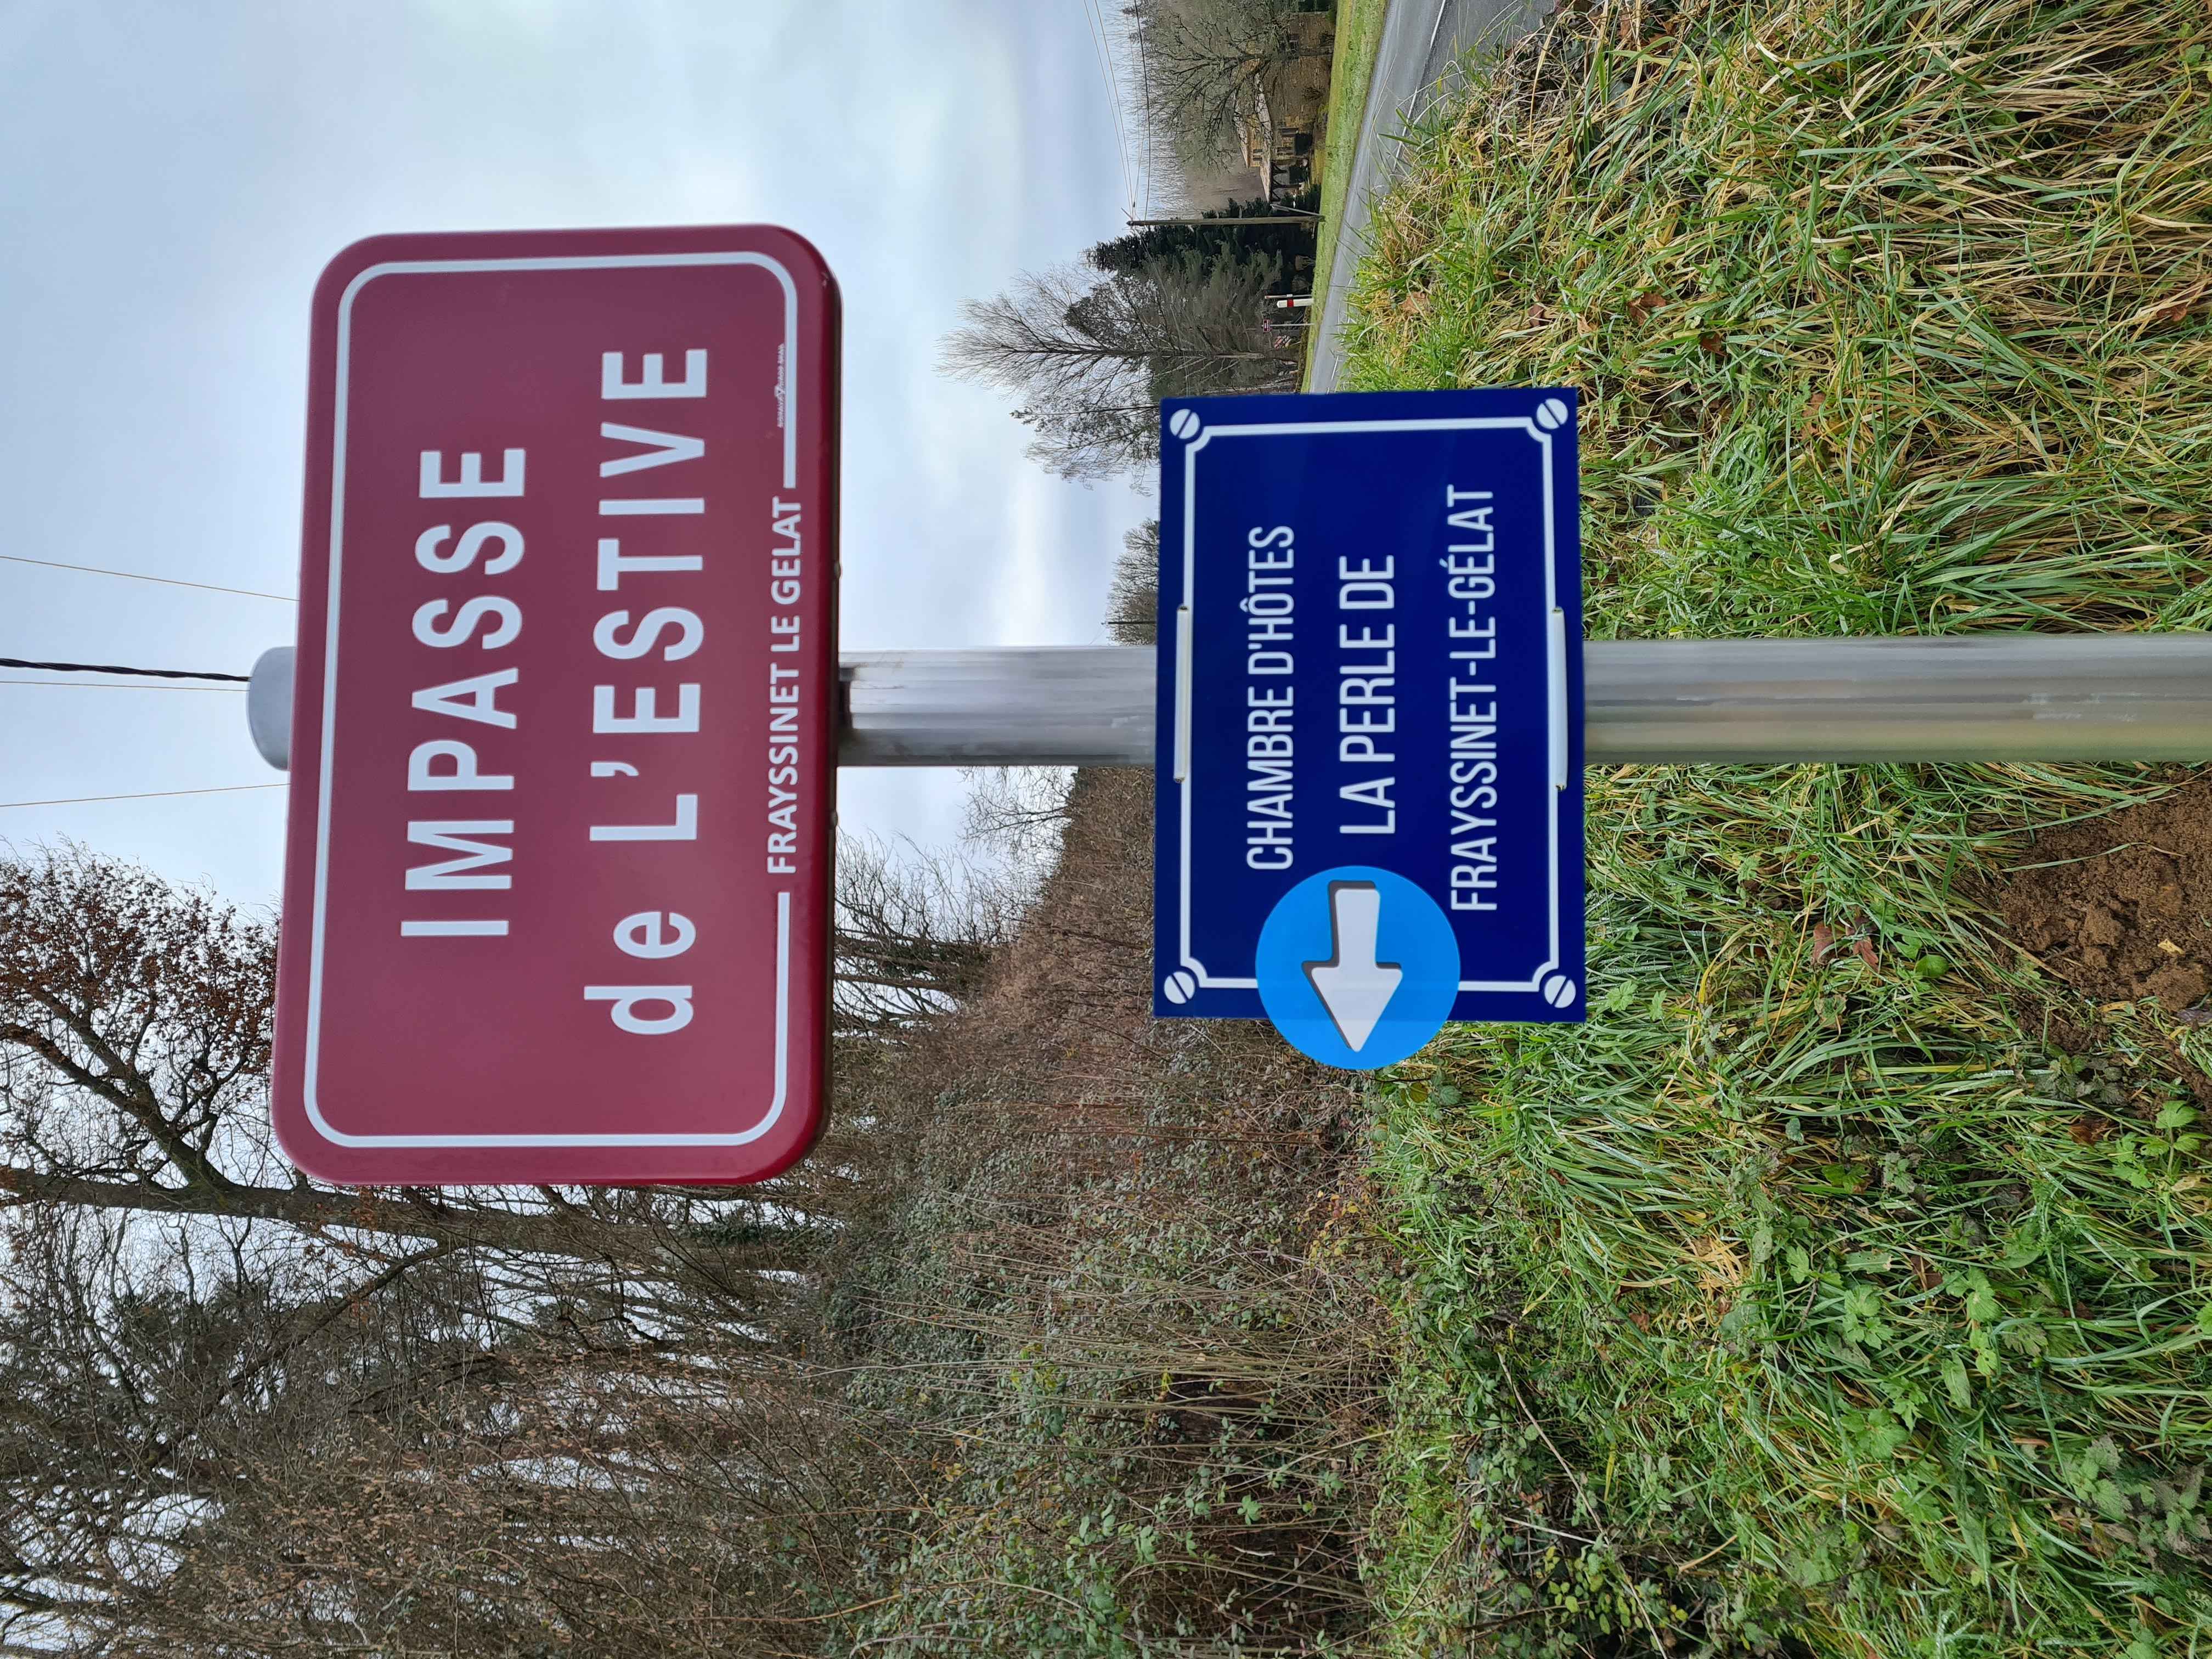 IMPASSE
de L'ESTIVE
FRAYSSINET LE GELAT
CHAMBRE D'HÔTES
LA PERLE DE
FRAYSSINET-LE-GÉLAT